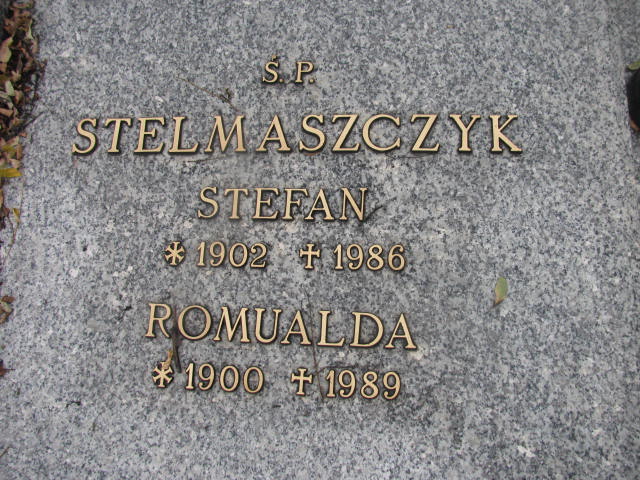 Ś. P.
STELMASZCZYK
STEFAN
* 1902 ✝ 1986
ROMUALDA
* 1900 ✝ 1989